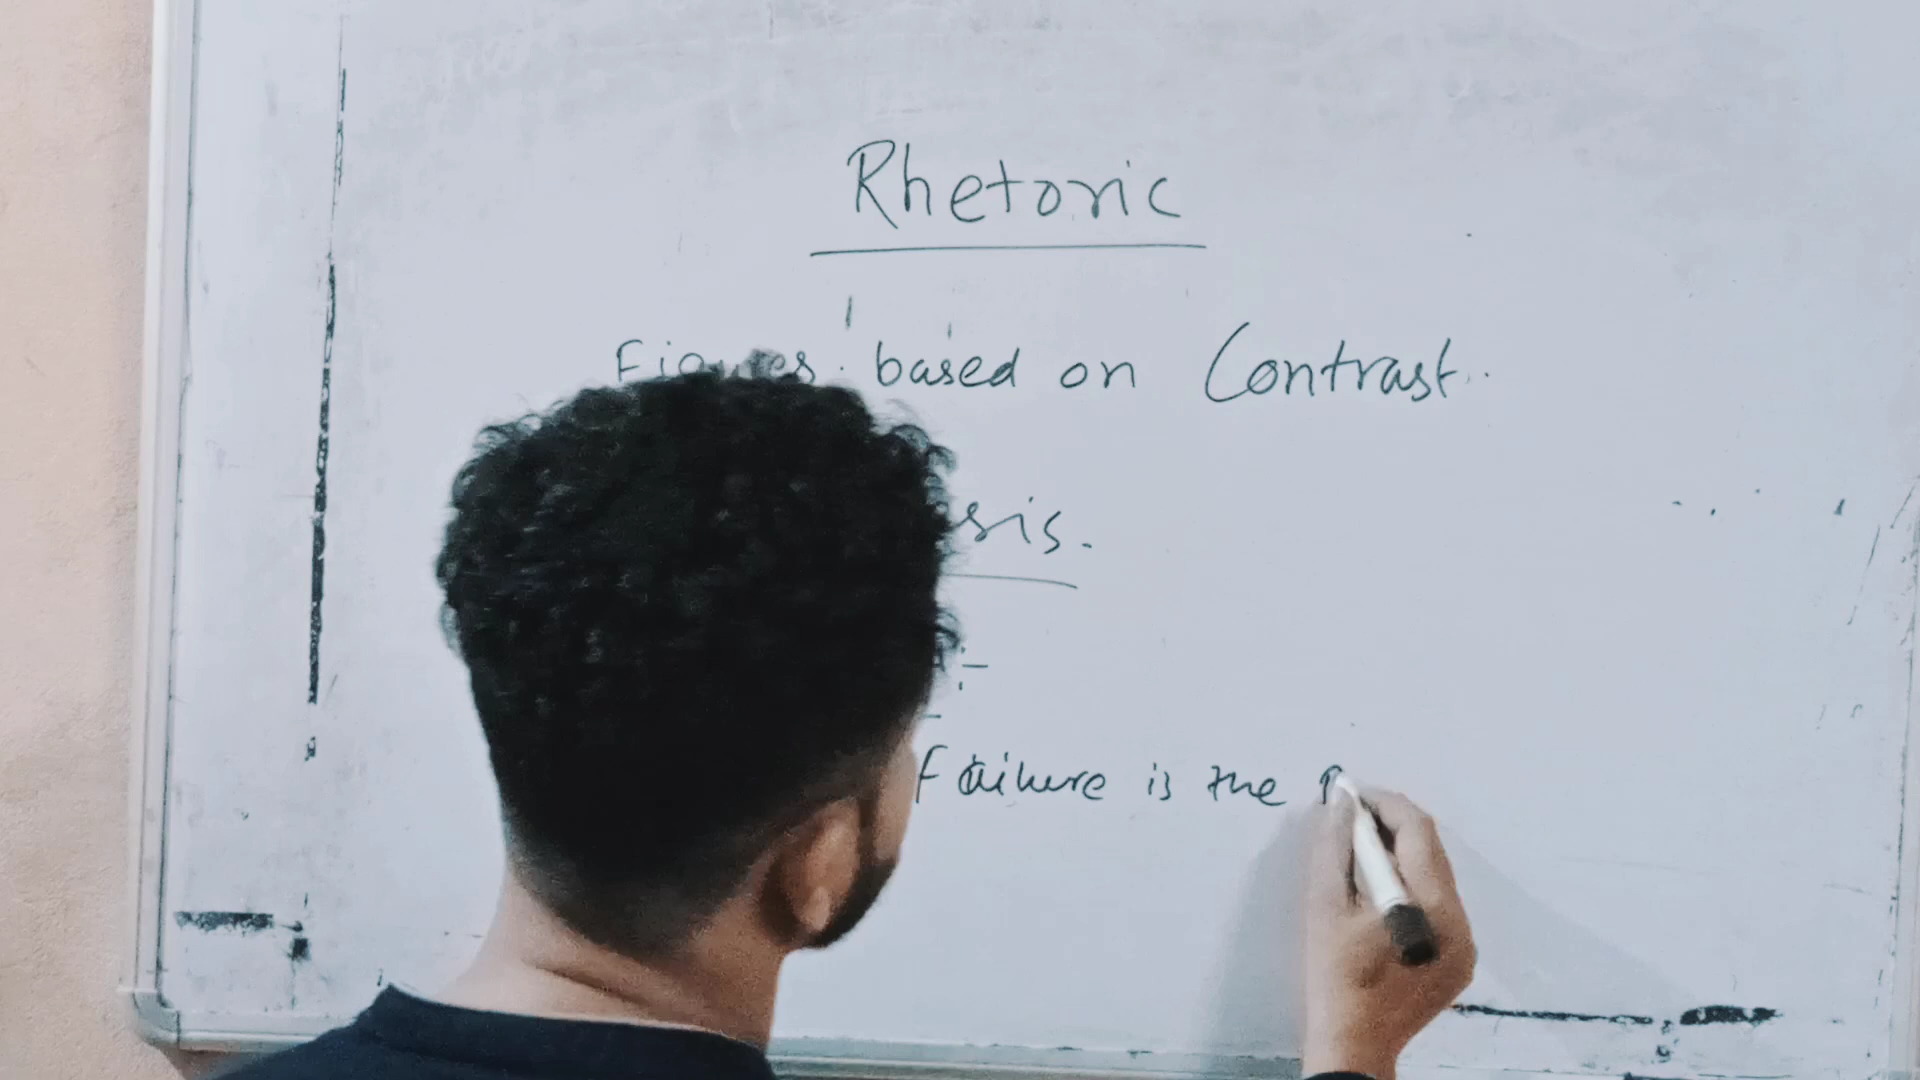 Rhetoric
Figures based on Contrast.
sis.
:-
Failure is the